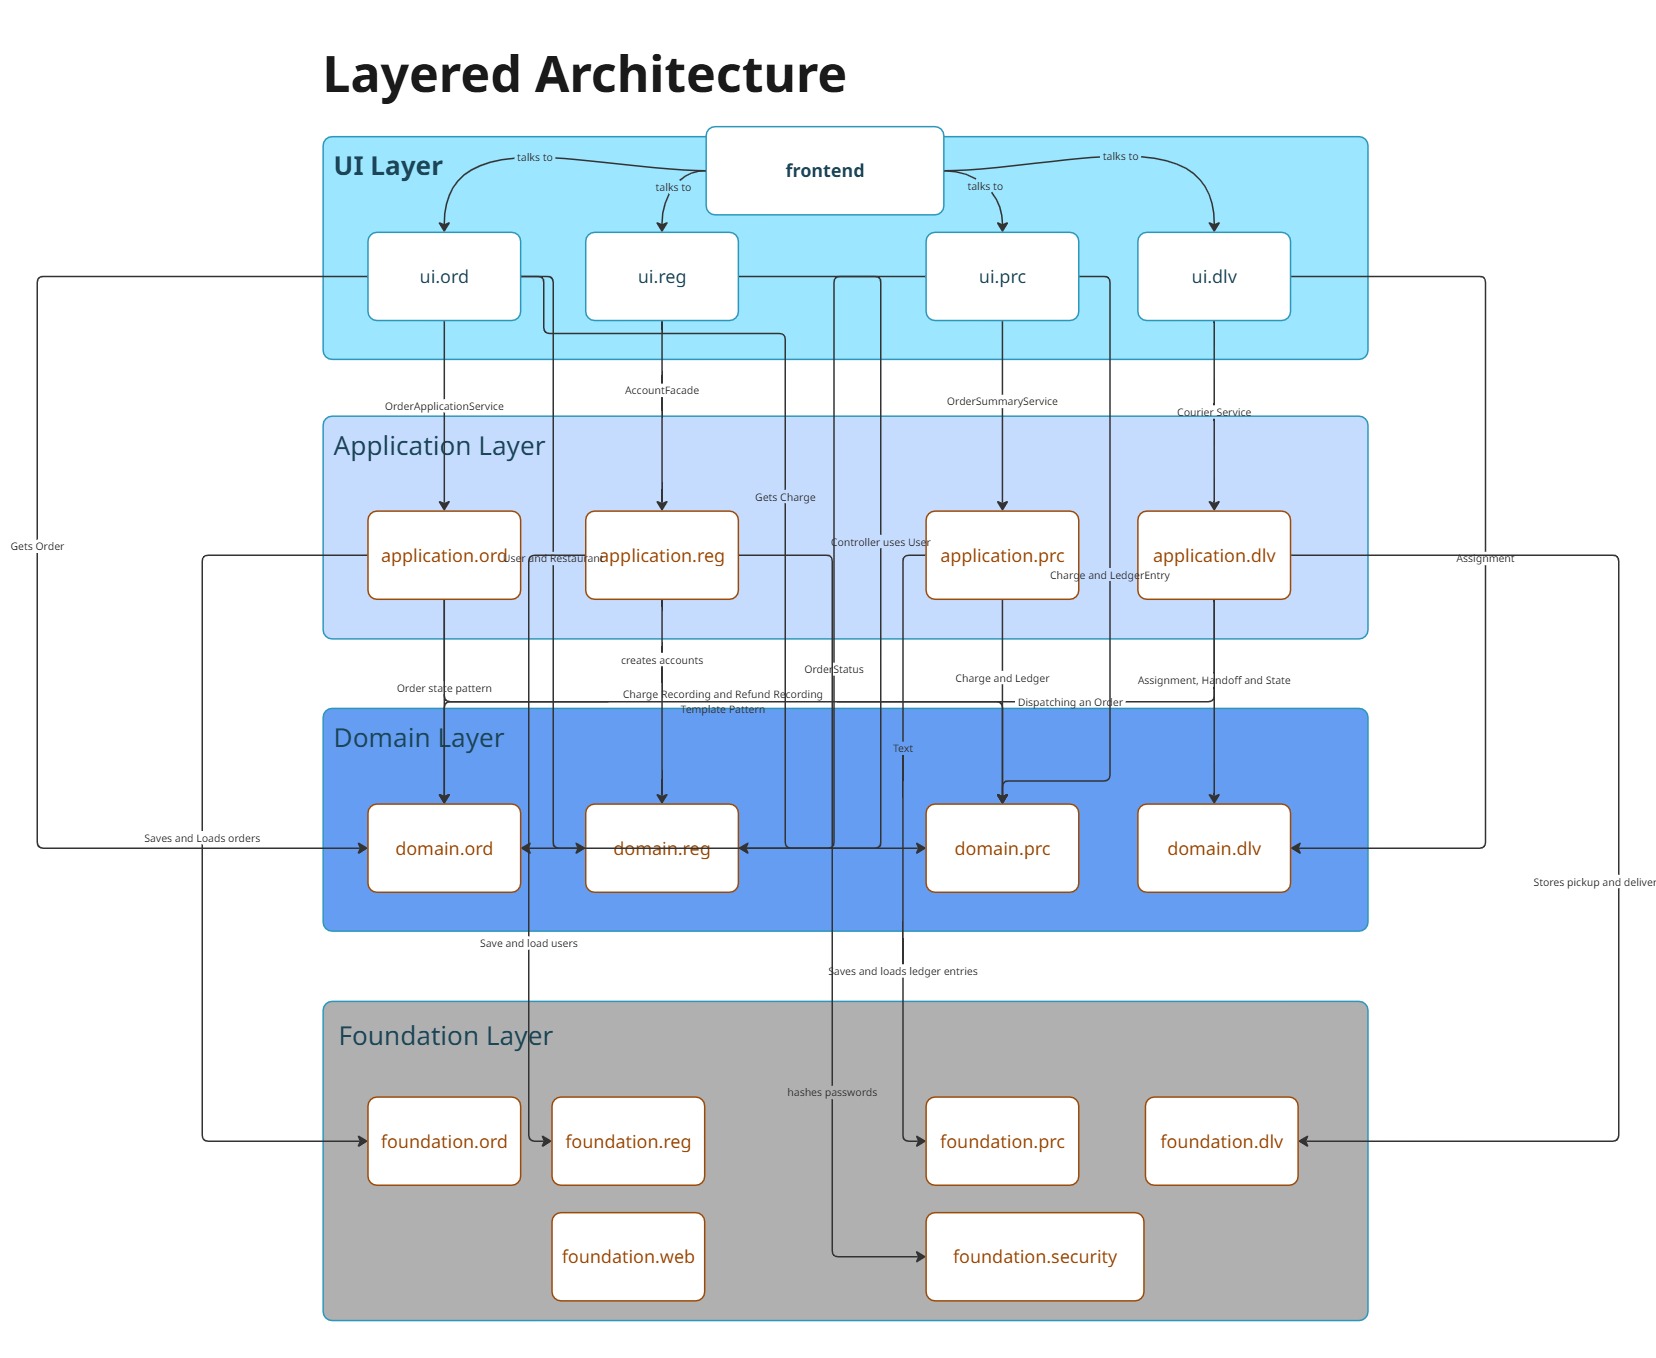 Layered Architecture
UI Layer
frontend
talks to
talks to
talks to
talks to
ui.ord
ui.reg
ui.prc
ui.dlv
OrderApplicationService
AccountFacade
OrderSummaryService
Courier Service
Application Layer
Gets Charge
Gets Order
Controller uses User
application.ord
User and Restaurant
application.reg
application.prc
Charge and LedgerEntry
application.dlv
Assignment
creates accounts
OrderStatus
Charge and Ledger
Assignment, Handoff and State
Order state pattern
Charge Recording and Refund Recording
Template Pattern
Dispatching an Order
Domain Layer
Text
Saves and Loads orders
domain.ord
domain.reg
domain.prc
domain.dlv
Stores pickup and deliver
Save and load users
Saves and loads ledger entries
Foundation Layer
hashes passwords
foundation.ord
foundation.reg
foundation.prc
foundation.dlv
foundation.web
foundation.security